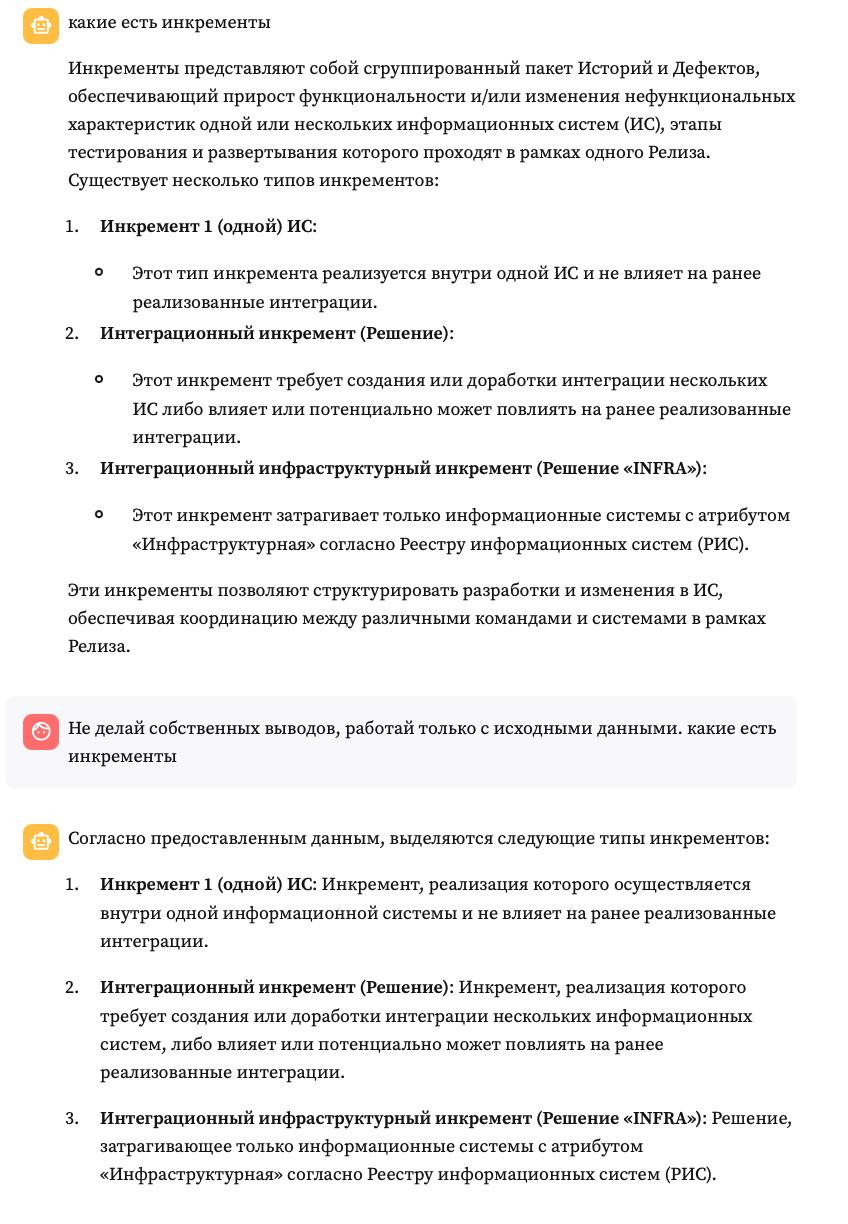 какие есть инкременты
Инкременты представляют собой сгруппированный пакет Историй и Дефектов,
обеспечивающий прирост функциональности и/или изменения нефункциональных
характеристик одной или нескольких информационных систем (ИС), этапы
тестирования и развертывания которого проходят в рамках одного Релиза.
Существует несколько типов инкрементов:
1. Инкремент 1 (одной) ИС:
Этот тип инкремента реализуется внутри одной ИС и не влияет на ранее
реализованные интеграции.
2. Интеграционный инкремент (Решение):
Этот инкремент требует создания или доработки интеграции нескольких
ИС либо влияет или потенциально может повлиять на ранее реализованные
интеграции.
3. Интеграционный инфраструктурный инкремент (Решение «INFRA»):
Этот инкремент затрагивает только информационные системы с атрибутом
«Инфраструктурная» согласно Реестру информационных систем (РИС).
Эти инкременты позволяют структурировать разработки и изменения в ИС,
обеспечивая координацию между различными командами и системами в рамках
Релиза.
Не делай собственных выводов, работай только с исходными данными. какие есть
инкременты
Согласно предоставленным данным, выделяются следующие типы инкрементов:
1. Инкремент 1 (одной) ИС: Инкремент, реализация которого осуществляется
внутри одной информационной системы и не влияет на ранее реализованные
интеграции.
2. Интеграционный инкремент (Решение): Инкремент, реализация которого
требует создания или доработки интеграции нескольких информационных
систем, либо влияет или потенциально может повлиять на ранее
реализованные интеграции.
3. Интеграционный инфраструктурный инкремент (Решение «INFRA»): Решение,
затрагивающее только информационные системы с атрибутом
«Инфраструктурная» согласно Реестру информационных систем (РИС).